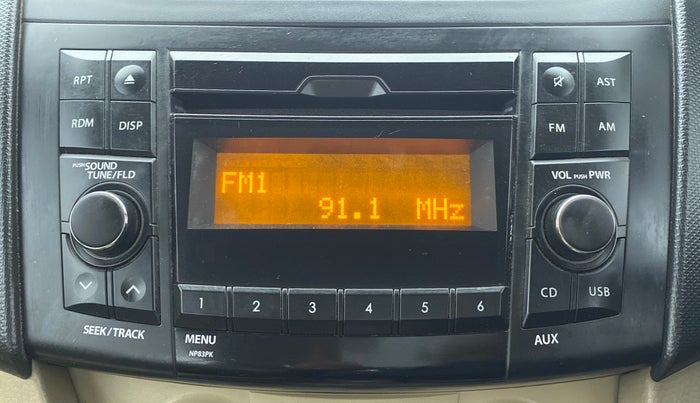 RPT
AST
RDM
DISP
FM
AM
PUSH SOUND
TUNE/FLD
VOL PUSH PWR
FM1
91.1 MHz
CD
USB
1 2 3 4 5 6
SEEK/TRACK
MENU
AUX
NP83PK